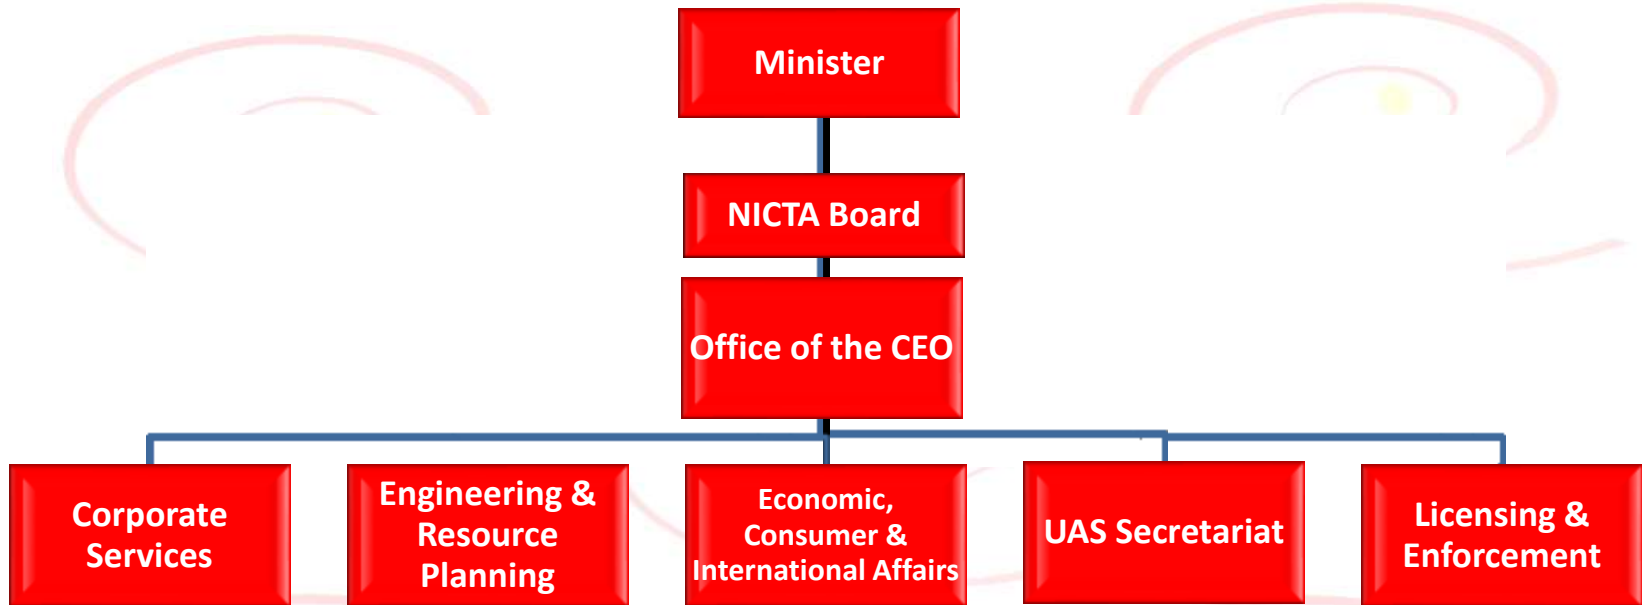 Minister
NICTA Board
Office of the CEO
Corporate
Services
Engineering &
Resource
Planning
Economic,
Consumer &
International Affairs
UAS Secretariat
Licensing &
Enforcement